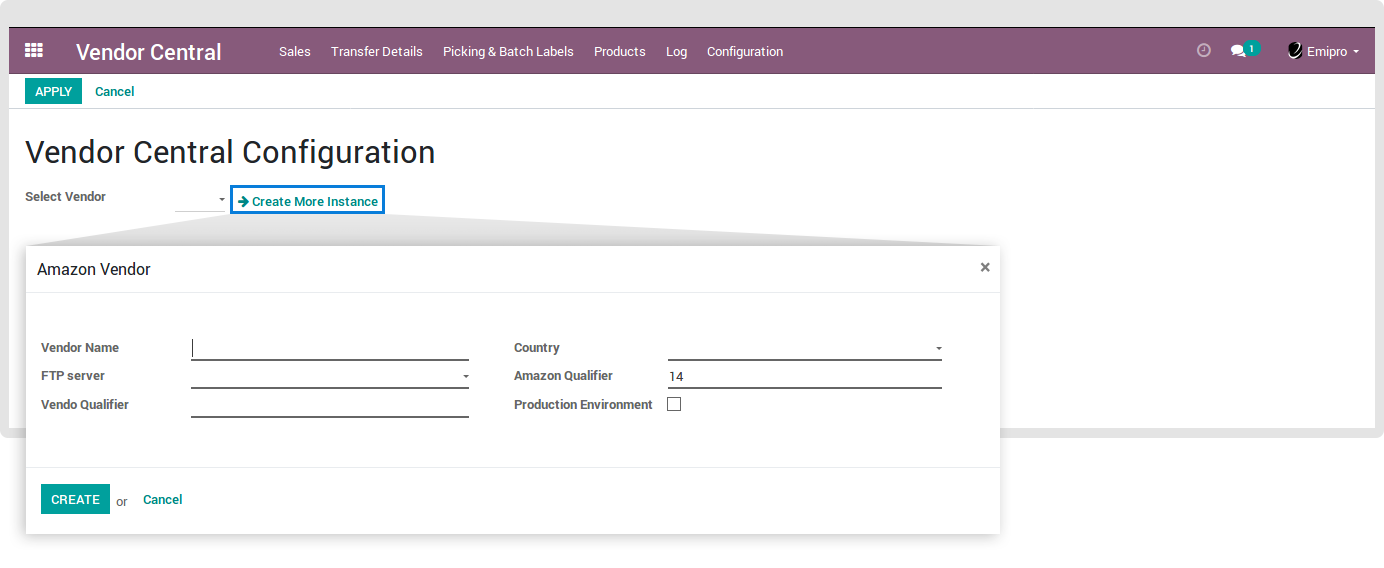 Vendor Central Sales Transfer Details Picking & Batch Labels Products Log Configuration 1 Emipro
APPLY Cancel
Vendor Central Configuration
Select Vendor Create More Instance
Amazon Vendor ×
Vendor Name Country
FTP server Amazon Qualifier 14
Vendo Qualifier Production Environment
CREATE or Cancel